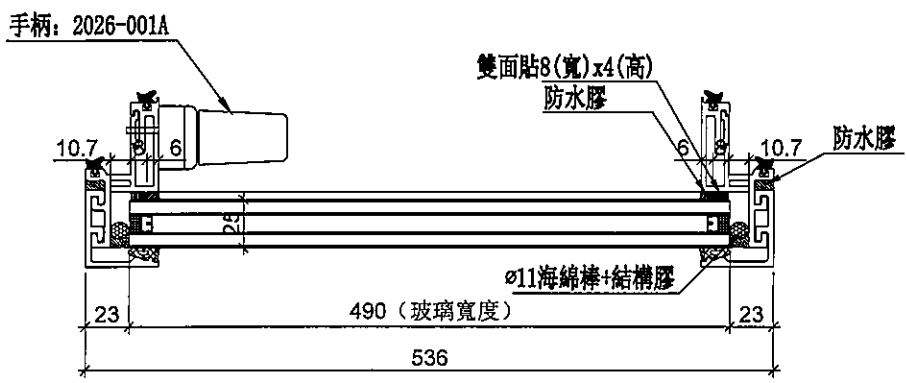 手柄：2026-001A
雙面貼8(寬)x4(高)
防水膠
防水膠
10.7
8
6
6
8
10.7
25
ø11海綿棒+結構膠
23
490（玻璃寬度）
23
536